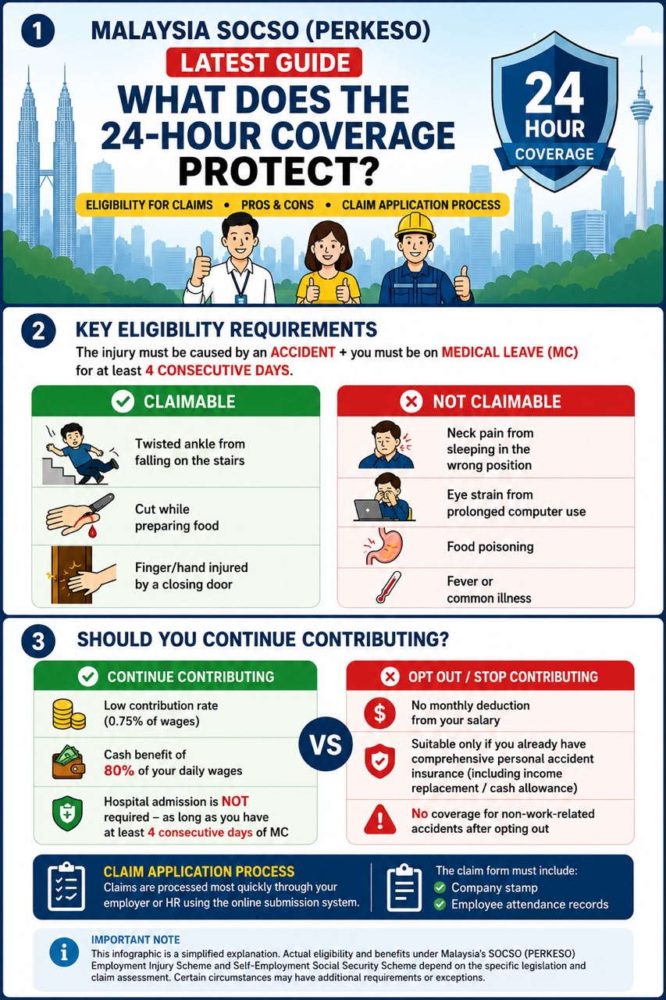 1
MALAYSIA SOCSO (PERKESO)
LATEST GUIDE
WHAT DOES THE
24-HOUR COVERAGE
PROTECT?
24
HOUR
COVERAGE
ELIGIBILITY FOR CLAIMS • PROS & CONS • CLAIM APPLICATION PROCESS
2
KEY ELIGIBILITY REQUIREMENTS
The injury must be caused by an ACCIDENT + you must be on MEDICAL LEAVE (MC)
for at least 4 CONSECUTIVE DAYS.
CLAIMABLE
Twisted ankle from
falling on the stairs
Cut while
preparing food
Finger/hand injured
by a closing door
NOT CLAIMABLE
Neck pain from
sleeping in the
wrong position
Eye strain from
prolonged computer use
Food poisoning
Fever or
common illness
3
SHOULD YOU CONTINUE CONTRIBUTING?
CONTINUE CONTRIBUTING
Low contribution rate
(0.75% of wages)
Cash benefit of
80% of your daily wages
Hospital admission is NOT
required – as long as you have
at least 4 consecutive days of MC
VS
OPT OUT / STOP CONTRIBUTING
$
No monthly deduction
from your salary
Suitable only if you already have
comprehensive personal accident
insurance (including income
replacement / cash allowance)
No coverage for non-work-related
accidents after opting out
CLAIM APPLICATION PROCESS
Claims are processed most quickly through your
employer or HR using the online submission system.
The claim form must include:
Company stamp
Employee attendance records
IMPORTANT NOTE
This infographic is a simplified explanation. Actual eligibility and benefits under Malaysia's SOCSO (PERKESO)
Employment Injury Scheme and Self-Employment Social Security Scheme depend on the specific legislation and
claim assessment. Certain circumstances may have additional requirements or exceptions.